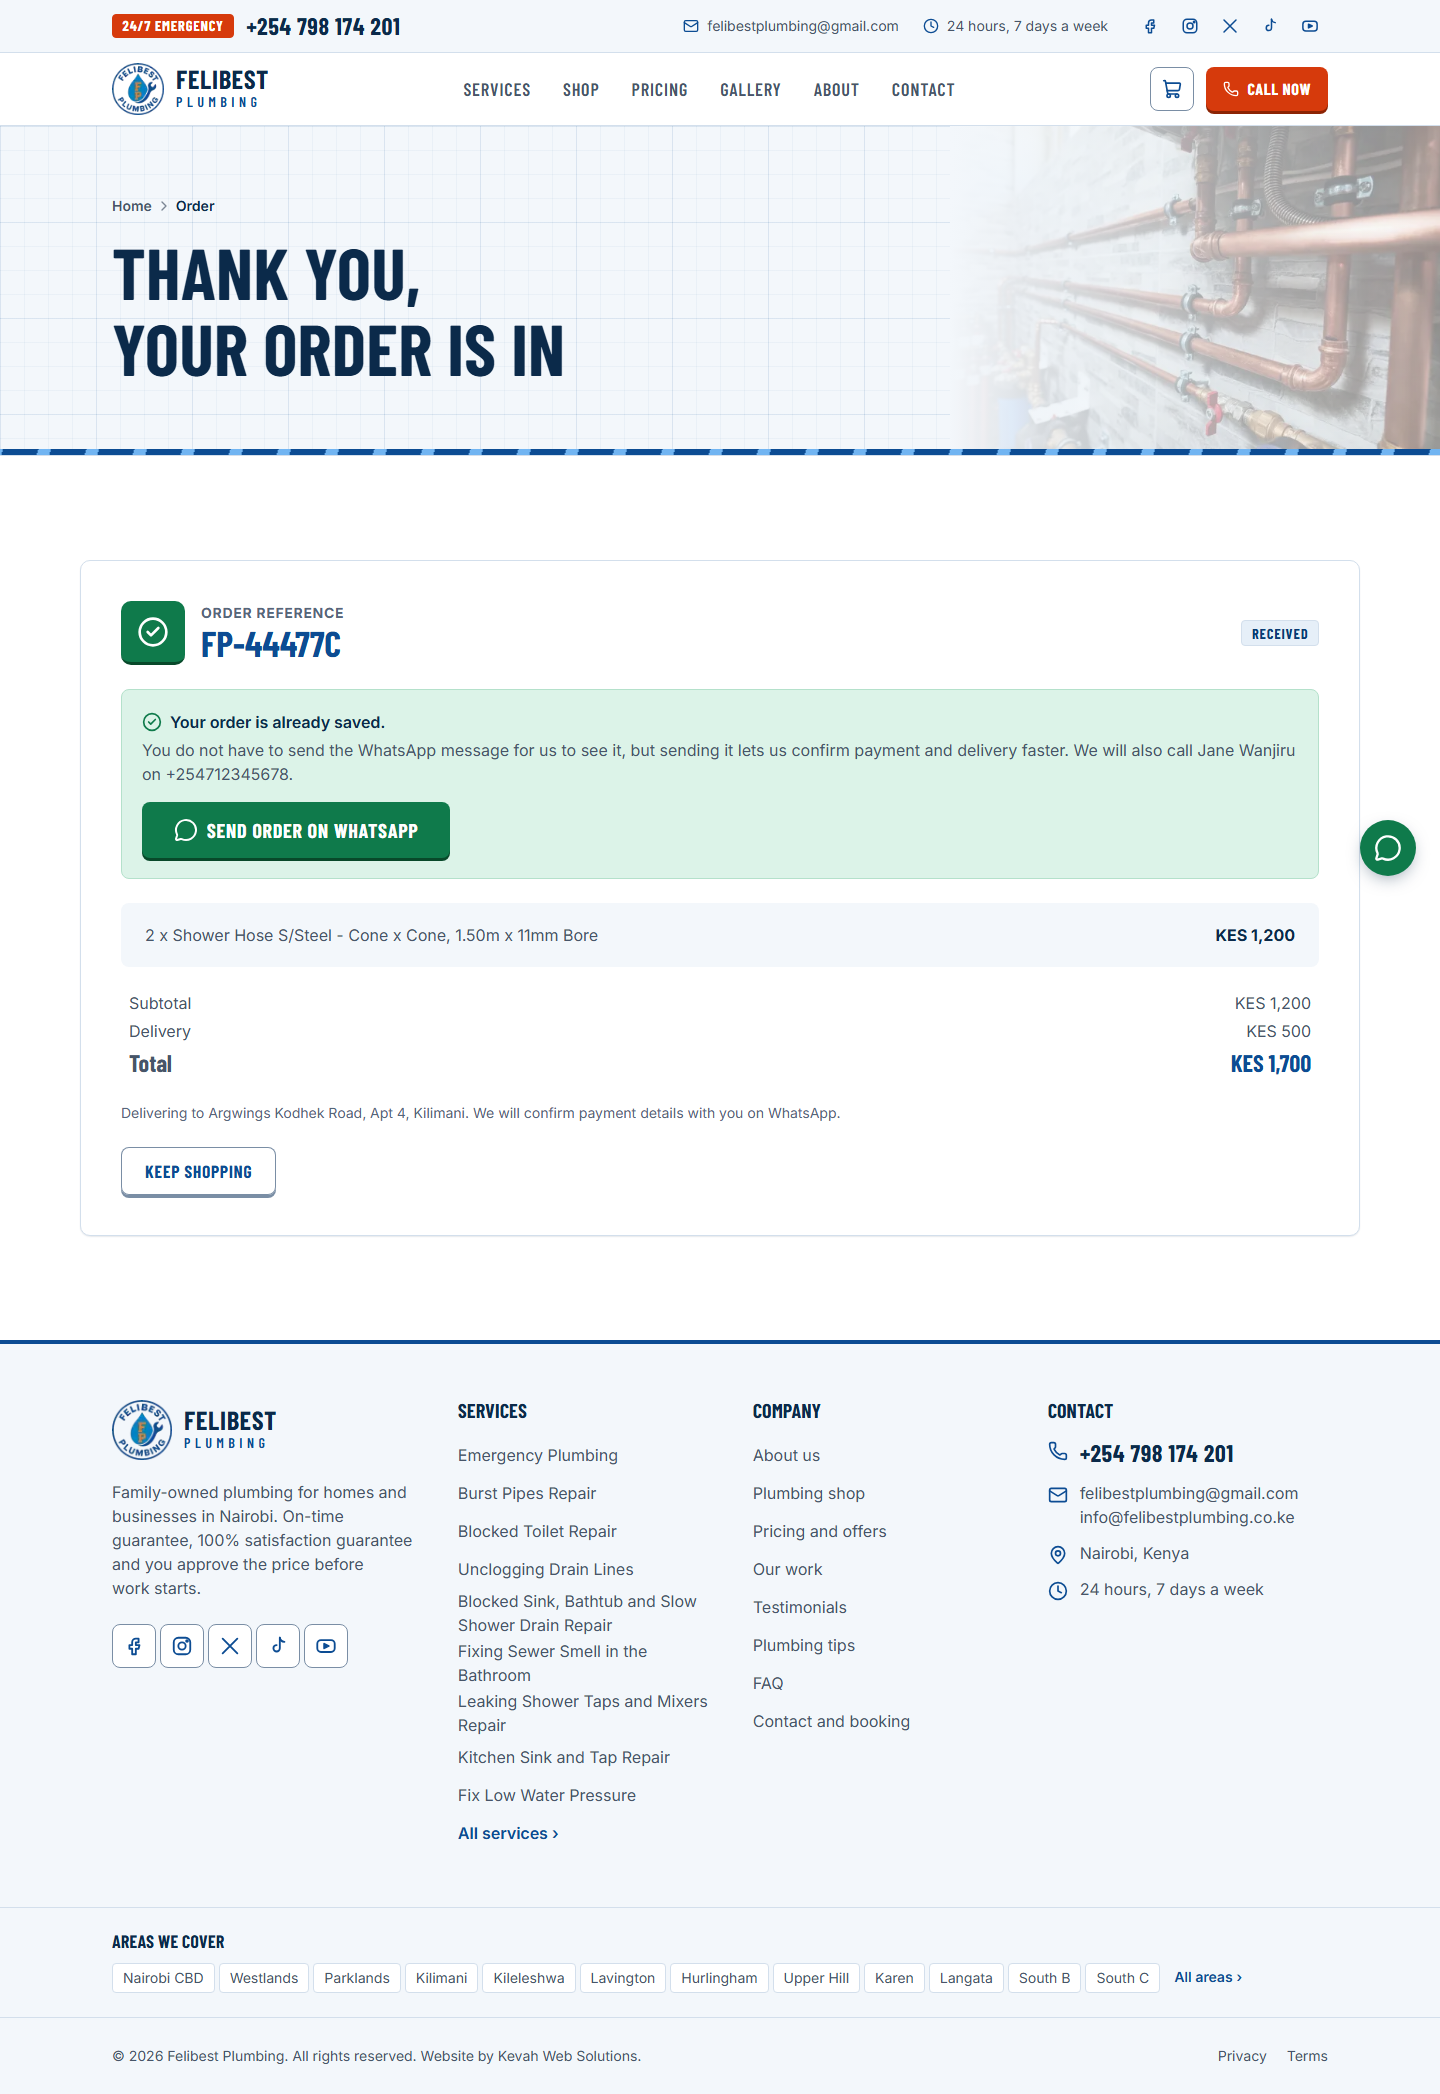 24/7 EMERGENCY +254 798 174 201 felibestplumbing@gmail.com 24 hours, 7 days a week
FELIBEST PLUMBING
FELIBEST
PLUMBING
SERVICES SHOP PRICING GALLERY ABOUT CONTACT
CALL NOW
Home > Order
THANK YOU,
YOUR ORDER IS IN
ORDER REFERENCE
FP-44477C
RECEIVED
Your order is already saved.
You do not have to send the WhatsApp message for us to see it, but sending it lets us confirm payment and delivery faster. We will also call Jane Wanjiru
on +254712345678.
SEND ORDER ON WHATSAPP
2 x Shower Hose S/Steel - Cone x Cone, 1.50m x 11mm Bore KES 1,200
Subtotal KES 1,200
Delivery KES 500
Total KES 1,700
Delivering to Argwings Kodhek Road, Apt 4, Kilimani. We will confirm payment details with you on WhatsApp.
KEEP SHOPPING
FELIBEST PLUMBING
FELIBEST
PLUMBING
Family-owned plumbing for homes and
businesses in Nairobi. On-time
guarantee, 100% satisfaction guarantee
and you approve the price before
work starts.
SERVICES
Emergency Plumbing
Burst Pipes Repair
Blocked Toilet Repair
Unclogging Drain Lines
Blocked Sink, Bathtub and Slow
Shower Drain Repair
Fixing Sewer Smell in the
Bathroom
Leaking Shower Taps and Mixers
Repair
Kitchen Sink and Tap Repair
Fix Low Water Pressure
All services ›
COMPANY
About us
Plumbing shop
Pricing and offers
Our work
Testimonials
Plumbing tips
FAQ
Contact and booking
CONTACT
+254 798 174 201
felibestplumbing@gmail.com
info@felibestplumbing.co.ke
Nairobi, Kenya
24 hours, 7 days a week
AREAS WE COVER
Nairobi CBD Westlands Parklands Kilimani Kileleshwa Lavington Hurlingham Upper Hill Karen Langata South B South C All areas ›
© 2026 Felibest Plumbing. All rights reserved. Website by Kevah Web Solutions. Privacy Terms